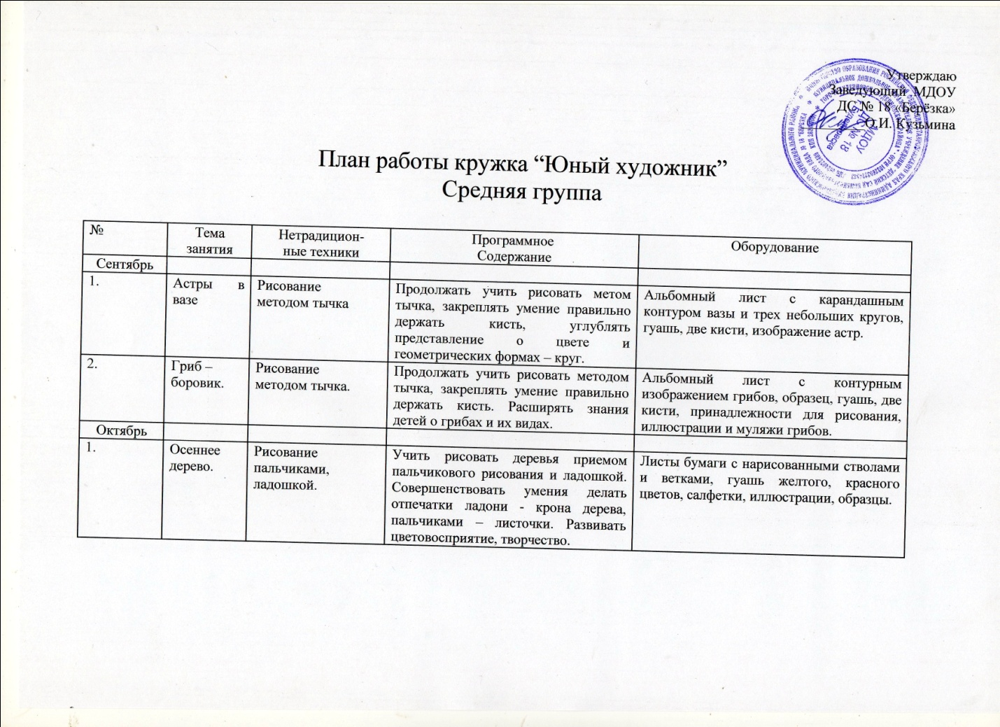 Утверждаю
Заведующий МДОУ
ДС № 18 «Берёзка»
О.И. Кузьмина
МДОУ
ДС № 18
г. Буденновска
План работы кружка “Юный художник”
Средняя группа
№
Тема
занятия
Нетрадицион-
ные техники
Программное
Содержание
Оборудование
Сентябрь
1.
Астры в
вазе
Рисование
методом тычка
Продолжать учить рисовать метом
тычка, закреплять умение правильно
держать кисть, углублять
представление о цвете и
геометрических формах – круг.
Альбомный лист с карандашным
контуром вазы и трех небольших кругов,
гуашь, две кисти, изображение астр.
2.
Гриб –
боровик.
Рисование
методом тычка.
Продолжать учить рисовать методом
тычка, закреплять умение правильно
держать кисть. Расширять знания
детей о грибах и их видах.
Альбомный лист с контурным
изображением грибов, образец, гуашь, две
кисти, принадлежности для рисования,
иллюстрации и муляжи грибов.
Октябрь
1.
Осеннее
дерево.
Рисование
пальчиками,
ладошкой.
Учить рисовать деревья приемом
пальчикового рисования и ладошкой.
Совершенствовать умения делать
отпечатки ладони - крона дерева,
пальчиками – листочки. Развивать
цветовосприятие, творчество.
Листы бумаги с нарисованными стволами
и ветками, гуашь желтого, красного
цветов, салфетки, иллюстрации, образцы.